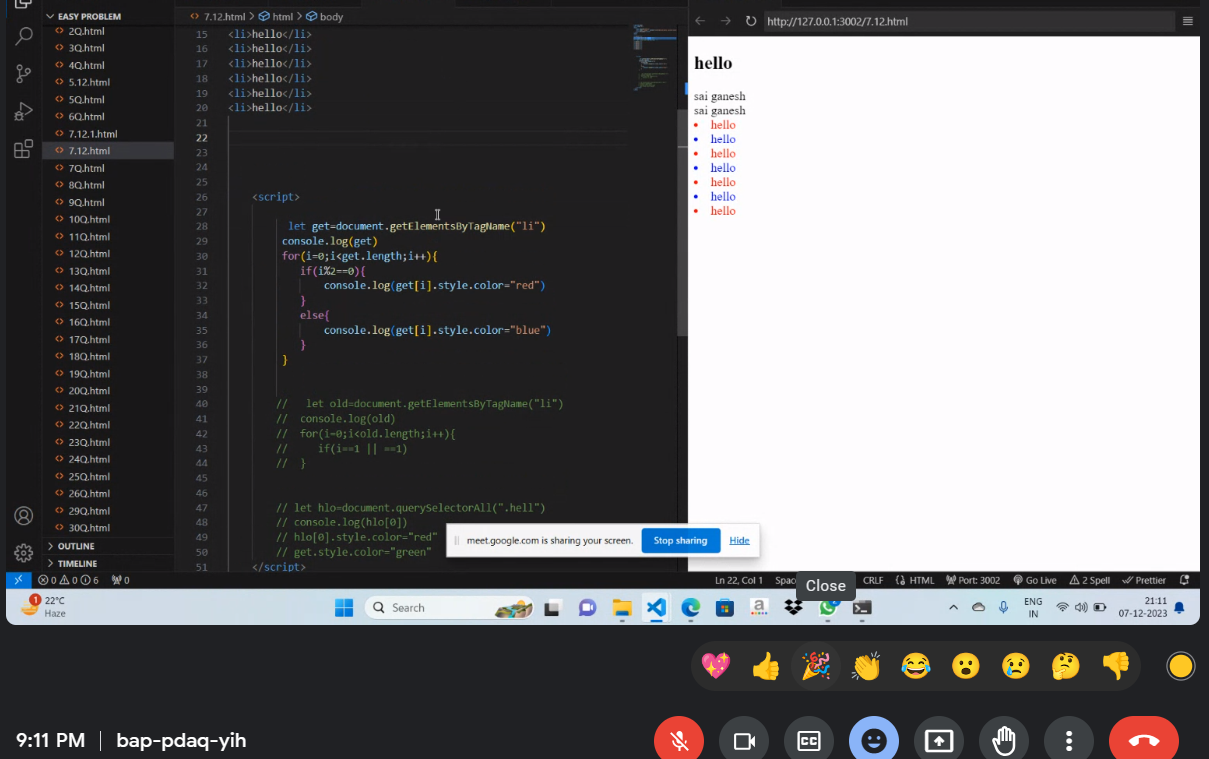 EASY PROBLEM
2Q.html
3Q.html
4Q.html
5.12.html
5Q.html
6Q.html
7.12.1.html
7.12.html
7Q.html
8Q.html
9Q.html
10Q.html
11Q.html
12Q.html
13Q.html
14Q.html
15Q.html
16Q.html
17Q.html
18Q.html
19Q.html
20Q.html
21Q.html
22Q.html
23Q.html
24Q.html
25Q.html
26Q.html
29Q.html
30Q.html
OUTLINE
TIMELINE
7.12.html > html > body
15 <li>hello</li>
16 <li>hello</li>
17 <li>hello</li>
18 <li>hello</li>
19 <li>hello</li>
20 <li>hello</li>
21
22
23
24
25
26 <script>
27
28 let get=document.getElementsByTagName("li")
29 console.log(get)
30 for(i=0;i<get.length;i++){
31 if(i%2==0){
32 console.log(get[i].style.color="red")
33 }
34 else{
35 console.log(get[i].style.color="blue")
36 }
37 }
38
39
40 // let old=document.getElementsByTagName("li")
41 // console.log(old)
42 // for(i=0;i<old.length;i++){
43 // if(i==1 || ==1)
44 // }
45
46
47 // let hlo=document.querySelectorAll(".hell")
48 // console.log(hlo[0])
49 // hlo[0].style.color="red"
50 // get.style.color="green"
51 </script>
http://127.0.0.1:3002/7.12.html
hello
sai ganesh
sai ganesh
hello
hello
hello
hello
hello
hello
hello
meet.google.com is sharing your screen.
Stop sharing
Hide
0 0 6 0
Ln 22, Col 1 Spac CRLF HTML Port: 3002 Go Live 2 Spell Prettier
Close
1
22°C
Haze
Search
ENG
IN
21:11
07-12-2023
9:11 PM | bap-pdaq-yih
CC